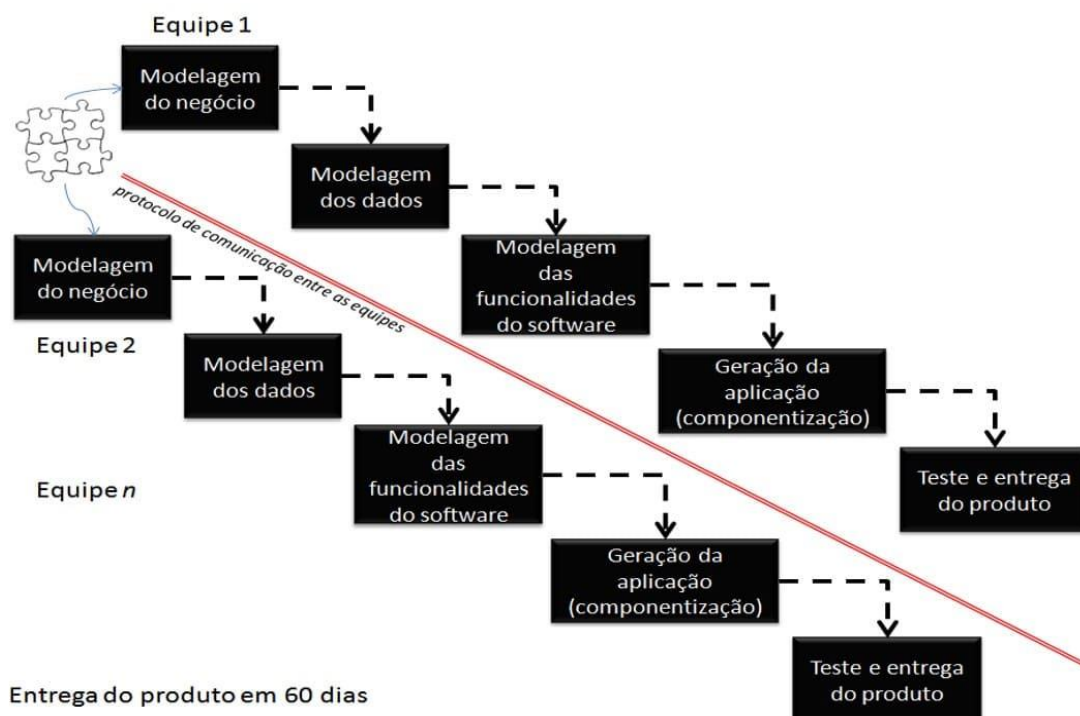 Equipe 1
Modelagem
do negócio
Modelagem
dos dados
Modelagem
das
funcionalidades
do software
Geração da
aplicação
(componentização)
Teste e entrega
do produto
protocolo de comunicação entre as equipes
Modelagem
do negócio
Equipe 2
Modelagem
dos dados
Modelagem
das
funcionalidades
do software
Equipe n
Geração da
aplicação
(componentização)
Teste e entrega
do produto
Entrega do produto em 60 dias